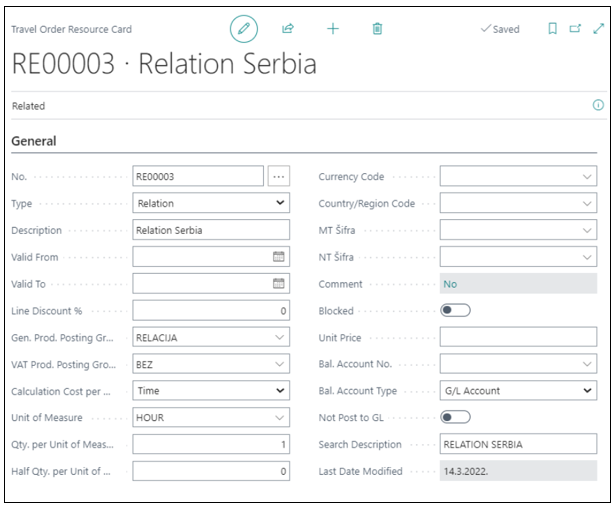 Travel Order Resource Card
Saved
RE00003 · Relation Serbia
Related
General
No. RE00003 ...
Currency Code
Type Relation
Country/Region Code
Description Relation Serbia
MT Šifra
Valid From
NT Šifra
Valid To
Comment No
Line Discount % 0
Blocked
Gen. Prod. Posting Gr... RELACIJA
Unit Price
VAT Prod. Posting Gro... BEZ
Bal. Account No.
Calculation Cost per ... Time
Bal. Account Type G/L Account
Unit of Measure HOUR
Not Post to GL
Qty. per Unit of Meas... 1
Search Description RELATION SERBIA
Half Qty. per Unit of ... 0
Last Date Modified 14.3.2022.